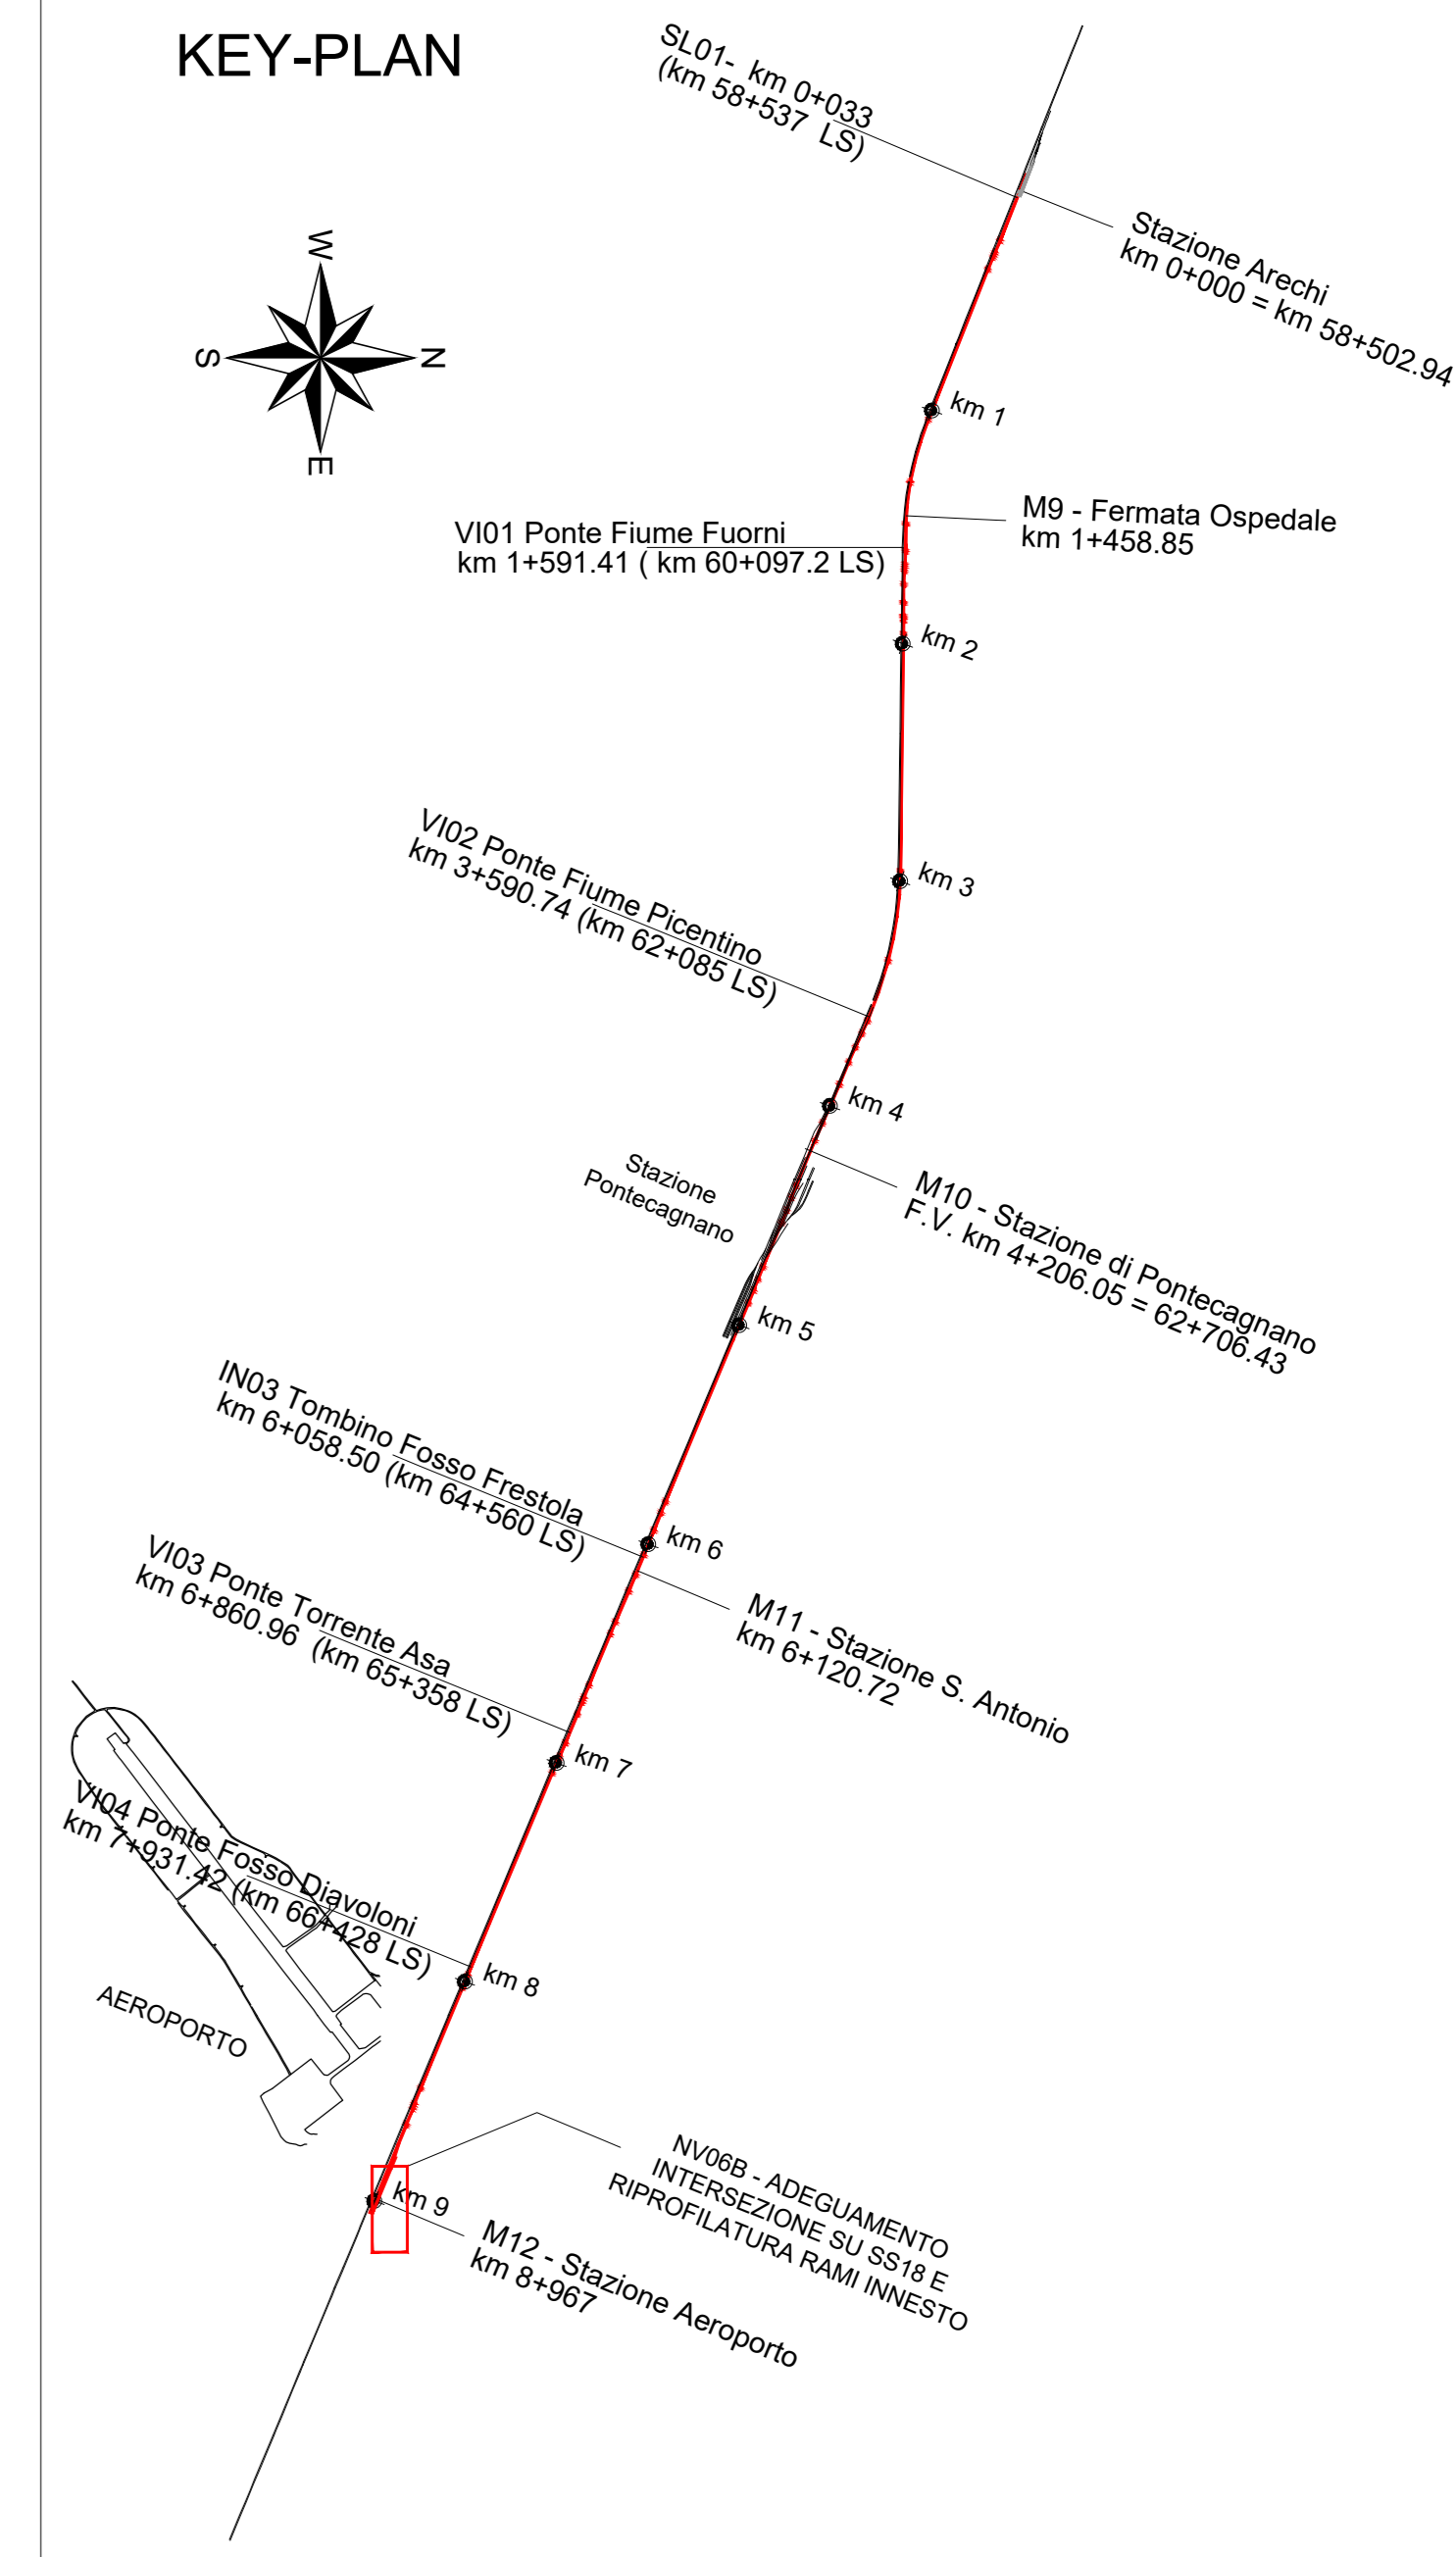 KEY-PLAN
SL01- km 0+033
(km 58+537 LS)
Stazione Arechi
km 0+000 = km 58+502.94
W
S
N
E
km 1
M9 - Fermata Ospedale
km 1+458.85
VI01 Ponte Fiume Fuorni
km 1+591.41 ( km 60+097.2 LS)
km 2
VI02 Ponte Fiume Picentino
km 3+590.74 (km 62+085 LS)
km 3
km 4
Stazione
Pontecagnano
M10 - Stazione di Pontecagnano
F.V. km 4+206.05 = 62+706.43
km 5
IN03 Tombino Fosso Frestola
km 6+058.50 (km 64+560 LS)
km 6
VI03 Ponte Torrente Asa
km 6+860.96 (km 65+358 LS)
M11 - Stazione S. Antonio
km 6+120.72
km 7
VI04 Ponte Fosso Diavoloni
km 7+931.42 (km 66+428 LS)
km 8
AEROPORTO
NV06B - ADEGUAMENTO
INTERSEZIONE SU SS18 E
RIPROFILATURA RAMI INNESTO
km 9
M12 - Stazione Aeroporto
km 8+967